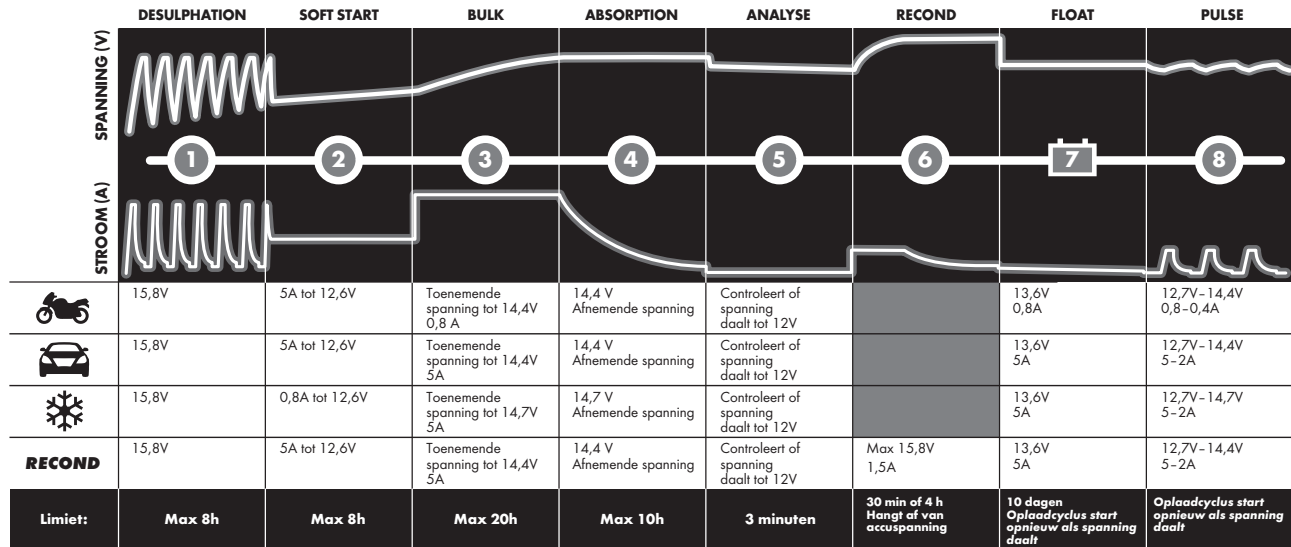 DESULPHATION SOFT START BULK ABSORPTION ANALYSE RECOND FLOAT PULSE
SPANNING (V)
1 2 3 4 5 6 7 8
STROOM (A)
15,8V
5A tot 12,6V
Toenemende
spanning tot 14,4V
0,8 A
14,4 V
Afnemende spanning
Controleert of
spanning
daalt tot 12V
13,6V
0,8A
12,7V–14,4V
0,8–0,4A
15,8V
5A tot 12,6V
Toenemende
spanning tot 14,4V
5A
14,4 V
Afnemende spanning
Controleert of
spanning
daalt tot 12V
13,6V
5A
12,7V–14,4V
5–2A
15,8V
0,8A tot 12,6V
Toenemende
spanning tot 14,7V
5A
14,7 V
Afnemende spanning
Controleert of
spanning
daalt tot 12V
13,6V
5A
12,7V–14,7V
5–2A
RECOND
15,8V
5A tot 12,6V
Toenemende
spanning tot 14,4V
5A
14,4 V
Afnemende spanning
Controleert of
spanning
daalt tot 12V
Max 15,8V
1,5A
13,6V
5A
12,7V–14,4V
5–2A
Limiet:
Max 8h
Max 8h
Max 20h
Max 10h
3 minuten
30 min of 4 h
Hangt af van
accuspanning
10 dagen
Oplaadcyclus start
opnieuw als spanning
daalt
Oplaadcyclus start
opnieuw als spanning
daalt